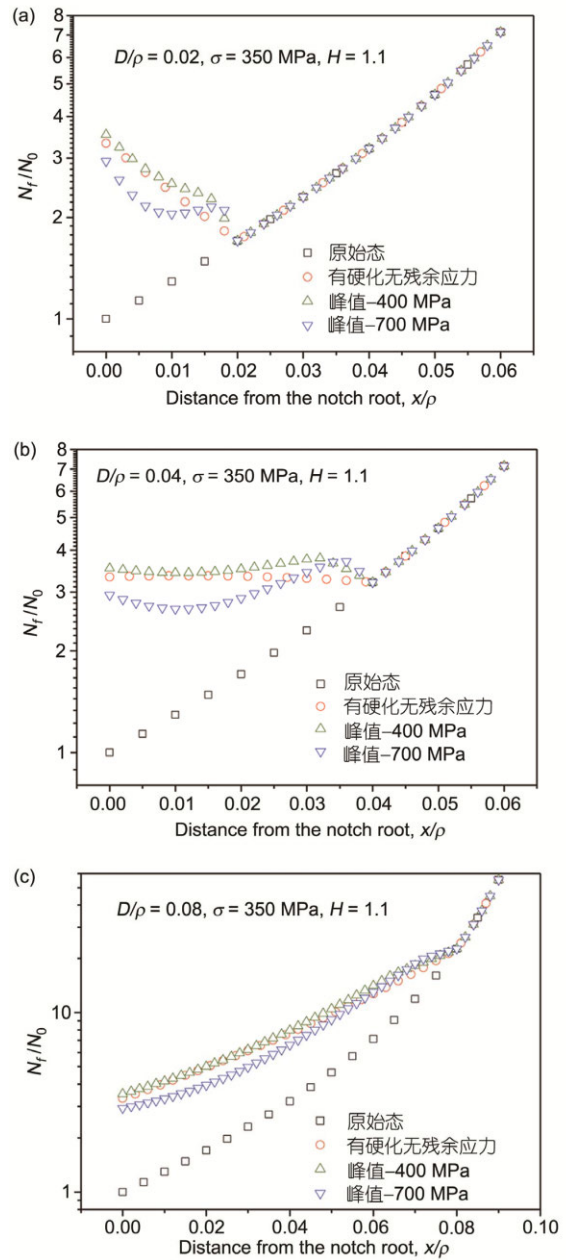 (a)
8
7
6
5
4
3
2
1
N_f/N_0
D/ρ = 0.02, σ = 350 MPa, H = 1.1
原始态
有硬化无残余应力
峰值–400 MPa
峰值–700 MPa
0.00 0.01 0.02 0.03 0.04 0.05 0.06
Distance from the notch root, x/ρ
(b)
8
7
6
5
4
3
2
1
N_f/N_0
D/ρ = 0.04, σ = 350 MPa, H = 1.1
原始态
有硬化无残余应力
峰值–400 MPa
峰值–700 MPa
0.00 0.01 0.02 0.03 0.04 0.05 0.06
Distance from the notch root, x/ρ
(c)
10
1
N_f/N_0
D/ρ = 0.08, σ = 350 MPa, H = 1.1
原始态
有硬化无残余应力
峰值-400 MPa
峰值-700 MPa
0.00 0.02 0.04 0.06 0.08 0.10
Distance from the notch root, x/ρ